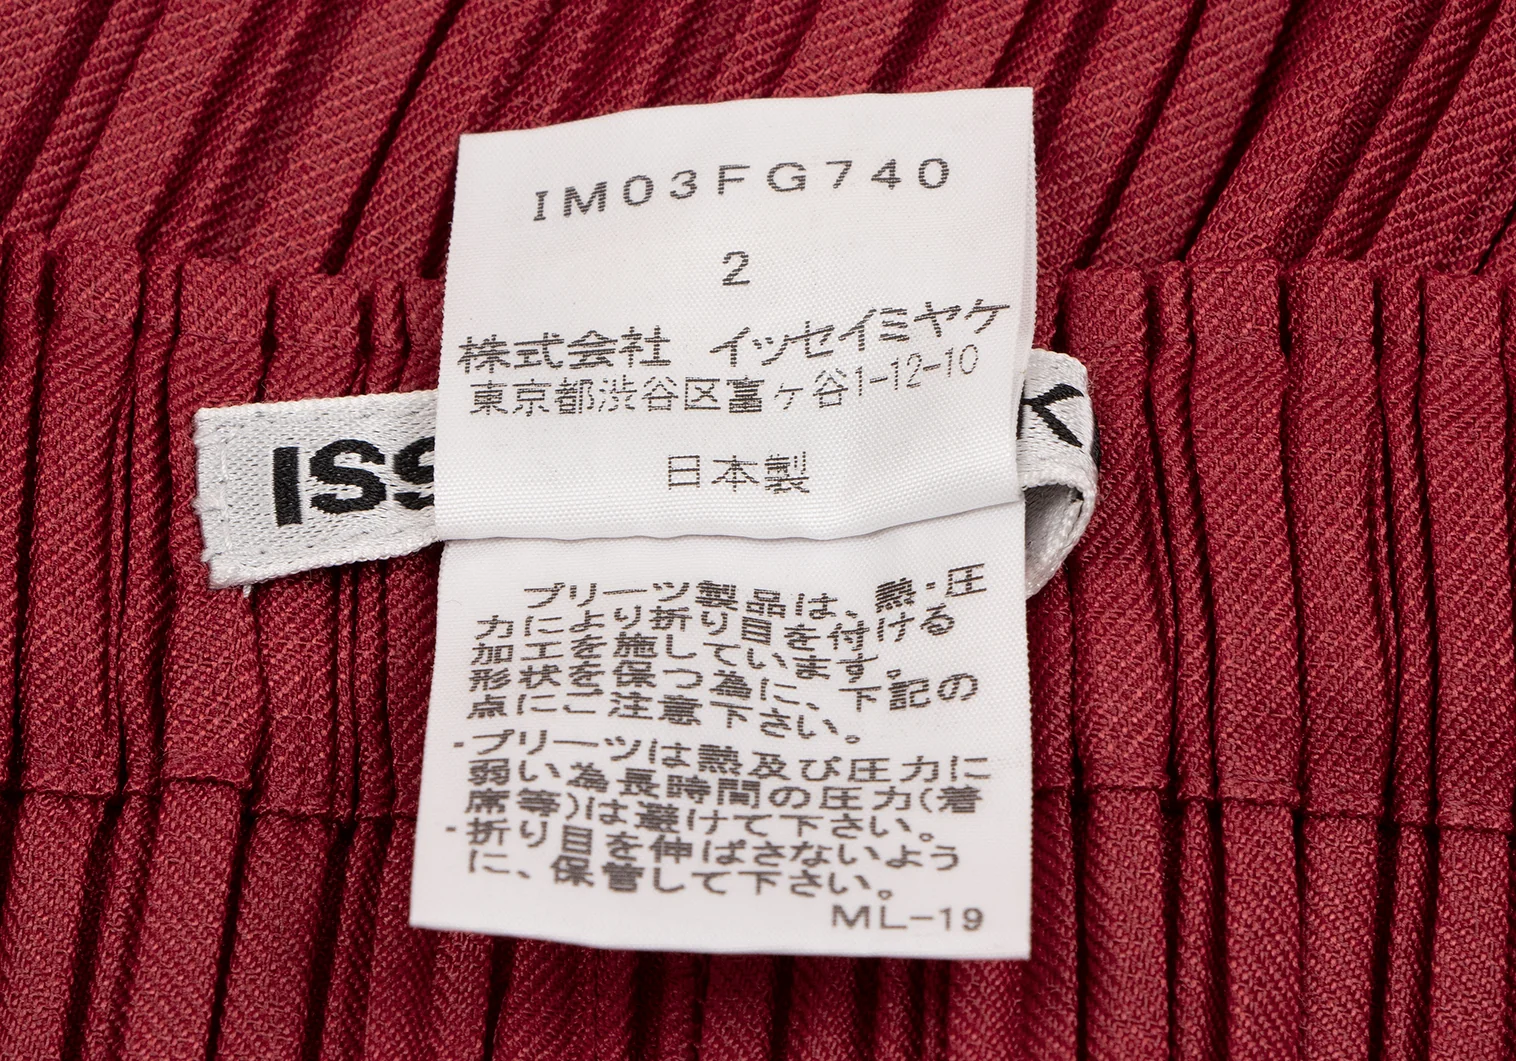 IM03FG740
2
株式会社 イッセイミヤケ
東京都渋谷区富ヶ谷1-12-10
ISS
K
日本製
プリーツ製品は、熱・圧
力により折り目を付ける
加工を施しています。
形状を保つ為に、下記の
点にご注意下さい。
・プリーツは熱及び圧力に
弱い為長時間の圧力(着
席等)は避けて下さい。
・折り目を伸ばさないよう
に、保管して下さい。
ML-19